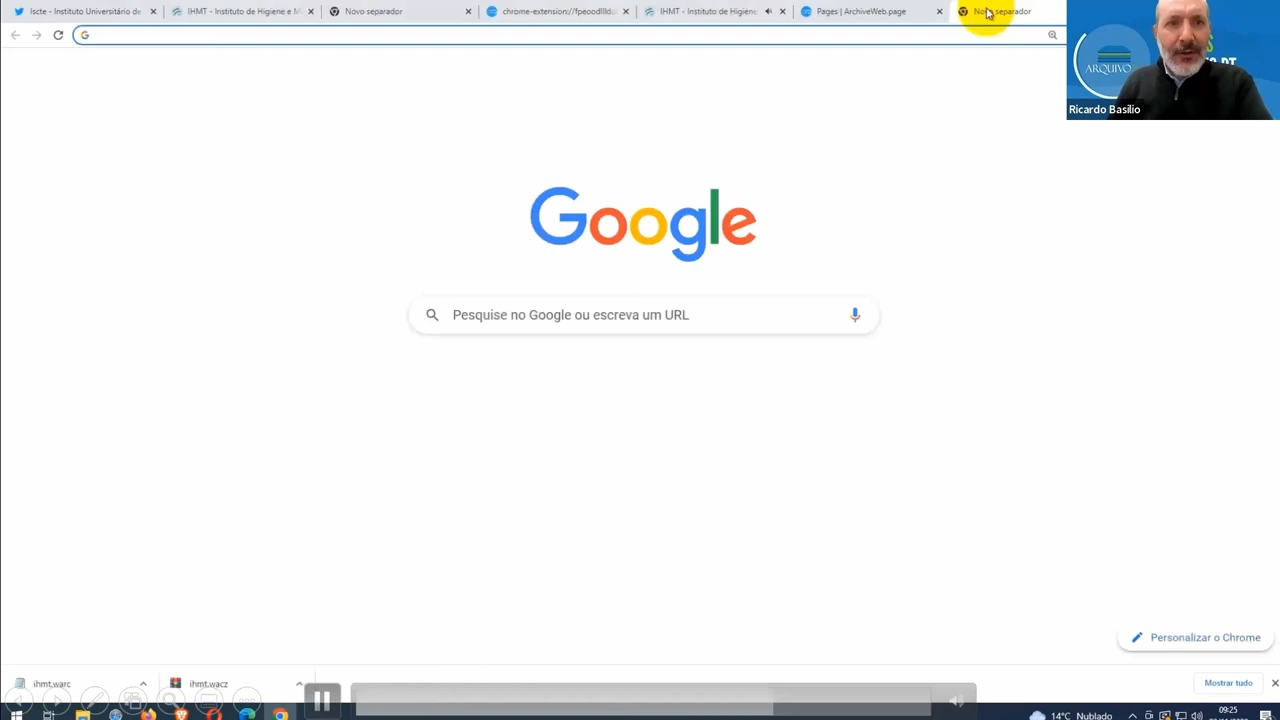 Iscte - Instituto Universitário de
IHMT - Instituto de Higiene e M
Novo separador
chrome-extension://fpeoodllldo
IHMT - Instituto de Higiene
Pages | ArchiveWeb.page
Novo separador
ARQUIVO
Ricardo Basílio
Google
Pesquise no Google ou escreva um URL
Personalizar o Chrome
ihmt.warc
ihmt.wacz
Mostrar tudo
14°C Nublado
09:25